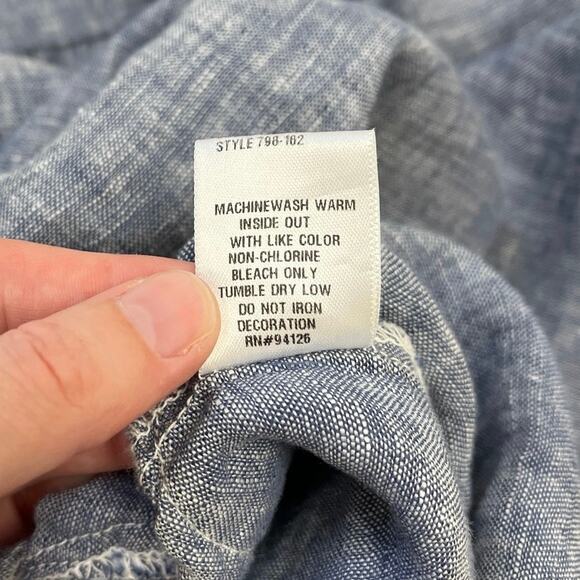 STYLE 798-162
MACHINEWASH WARM
INSIDE OUT
WITH LIKE COLOR
NON-CHLORINE
BLEACH ONLY
TUMBLE DRY LOW
DO NOT IRON
DECORATION
RN#94126